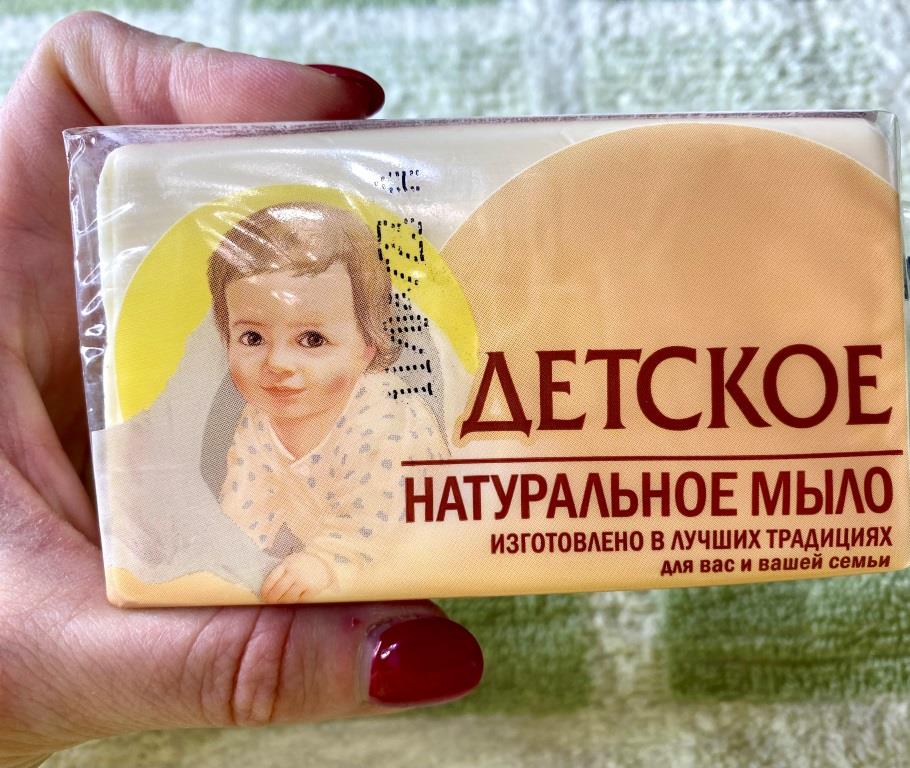 ДЕТСКОЕ
НАТУРАЛЬНОЕ МЫЛО
ИЗГОТОВЛЕНО В ЛУЧШИХ ТРАДИЦИЯХ
для вас и вашей семьи